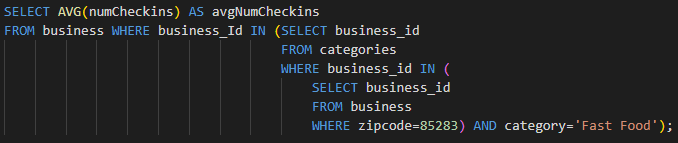 SELECT AVG(numCheckins) AS avgNumCheckins
FROM business WHERE business_Id IN (SELECT business_id
FROM categories
WHERE business_id IN (
SELECT business_id
FROM business
WHERE zipcode=85283) AND category='Fast Food');